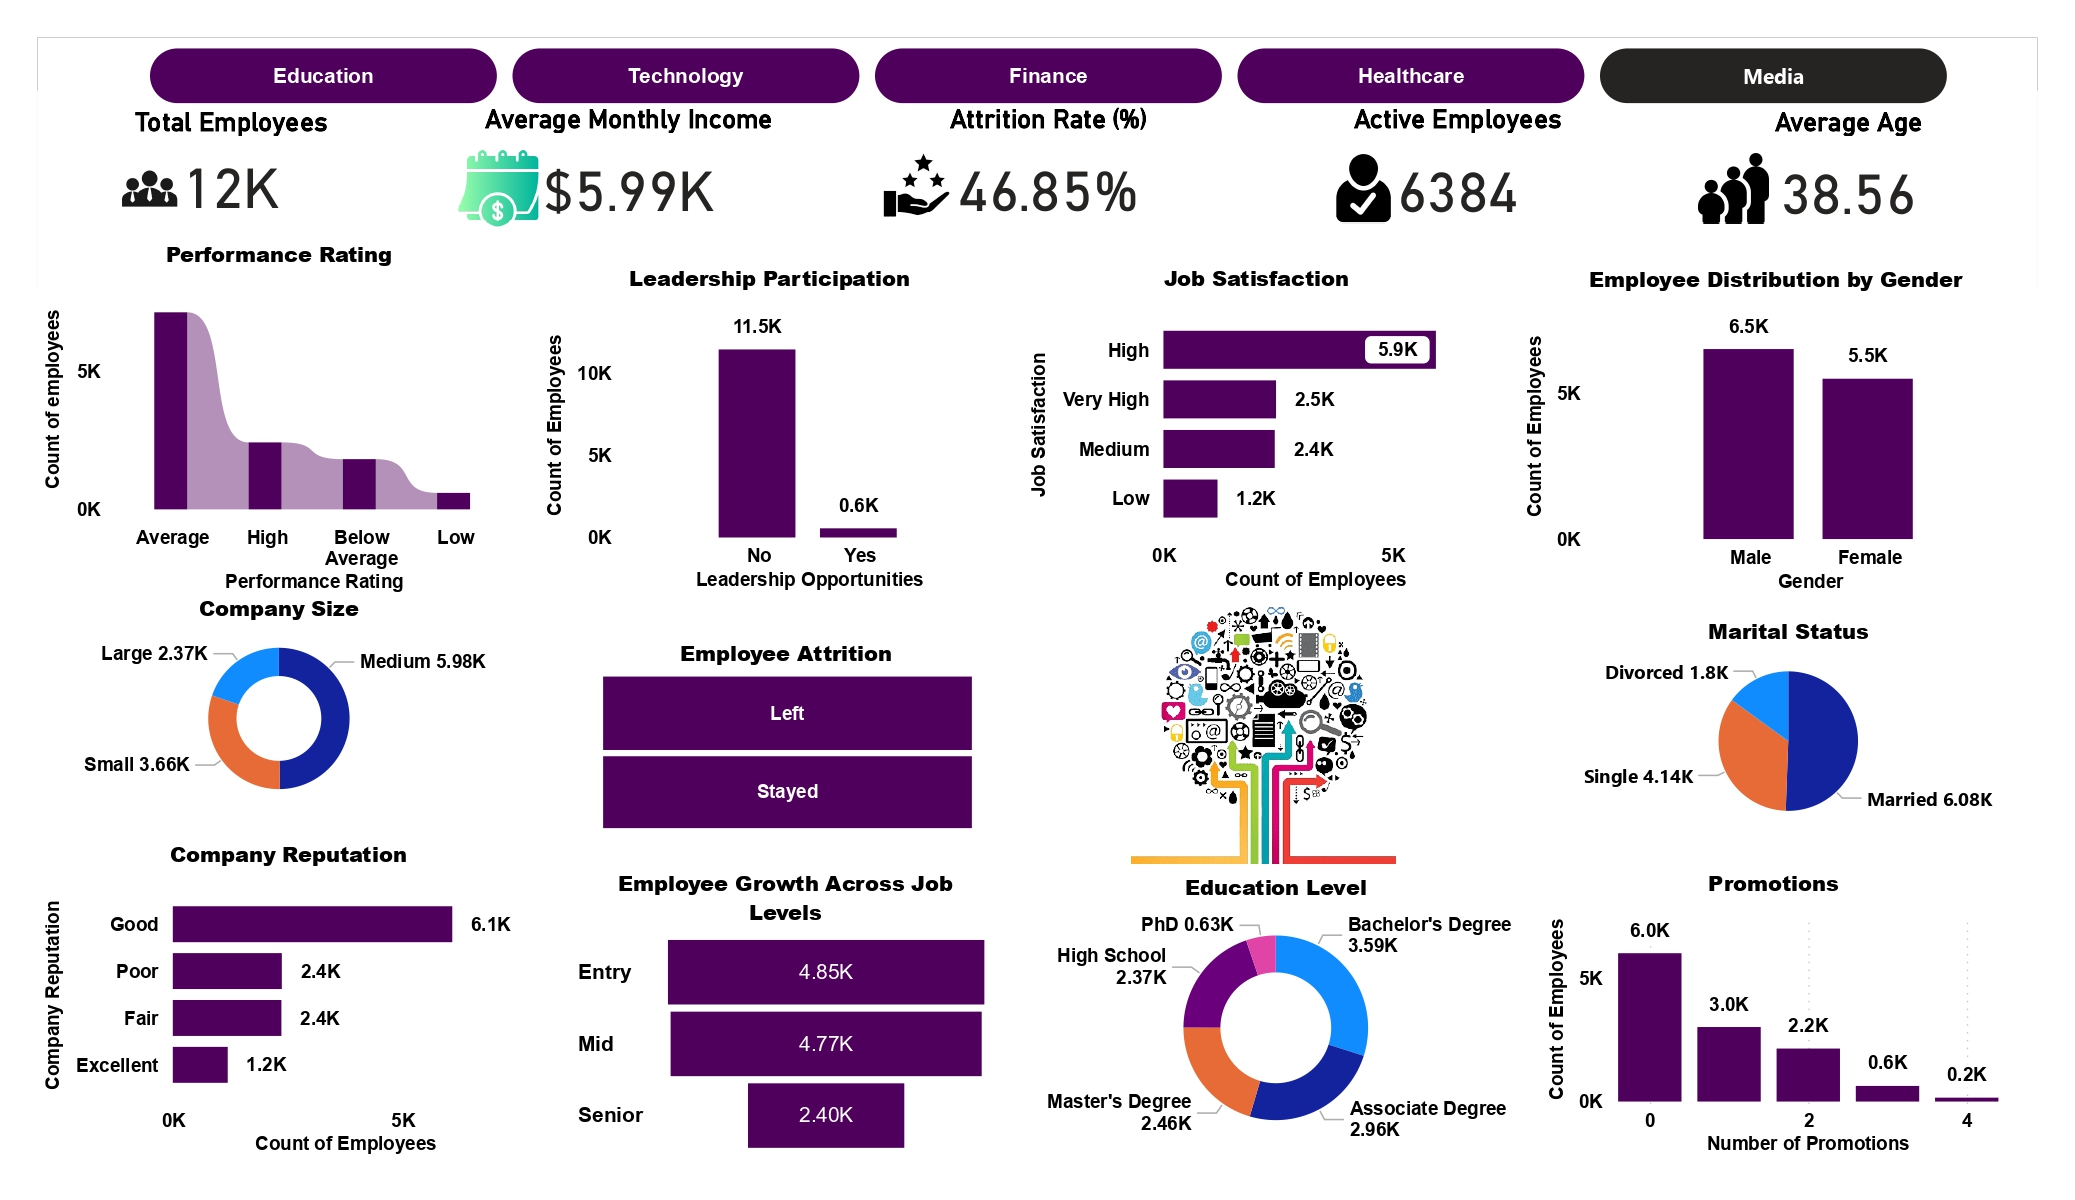 Education
Technology
Finance
Healthcare
Media
Total Employees
12K
Average Monthly Income
$5.99K
Attrition Rate (%)
46.85%
Active Employees
6384
Average Age
38.56
Performance Rating
Count of employees
5K
0K
Average
High
Below
Average
Low
Performance Rating
Leadership Participation
Count of Employees
10K
5K
0K
11.5K
0.6K
No
Yes
Leadership Opportunities
Job Satisfaction
Job Satisfaction
High
5.9K
Very High
2.5K
Medium
2.4K
Low
1.2K
0K
5K
Count of Employees
Employee Distribution by Gender
Count of Employees
5K
0K
6.5K
5.5K
Male
Female
Gender
Company Size
Large 2.37K
Medium 5.98K
Small 3.66K
Employee Attrition
Left
Stayed
Marital Status
Divorced 1.8K
Single 4.14K
Married 6.08K
Company Reputation
Company Reputation
Good
6.1K
Poor
2.4K
Fair
2.4K
Excellent
1.2K
0K
5K
Count of Employees
Employee Growth Across Job
Levels
Entry
4.85K
Mid
4.77K
Senior
2.40K
Education Level
PhD 0.63K
Bachelor's Degree
3.59K
High School
2.37K
Master's Degree
2.46K
Associate Degree
2.96K
Promotions
Count of Employees
5K
0K
6.0K
3.0K
2.2K
0.6K
0.2K
0
2
4
Number of Promotions